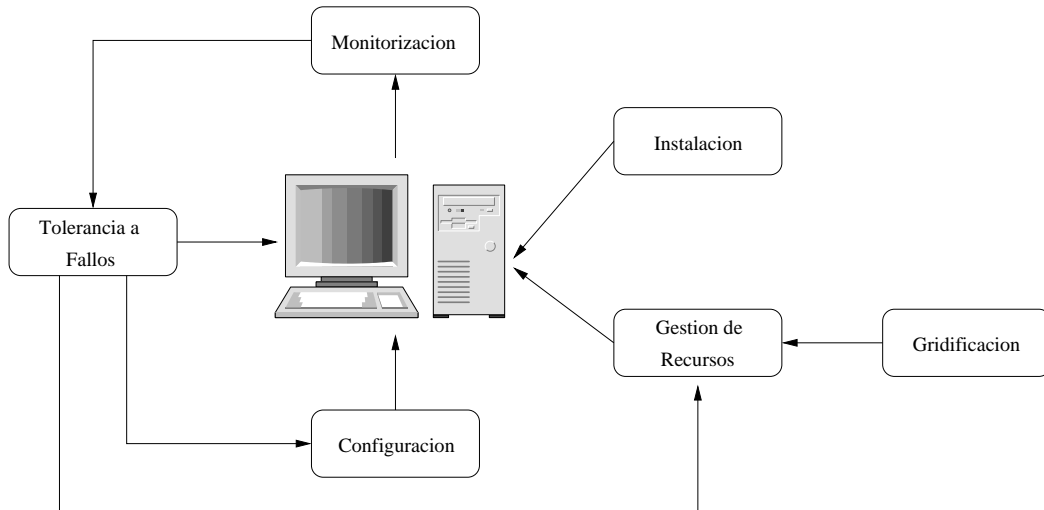 Monitorizacion
Instalacion
Tolerancia a
Fallos
Gestion de
Recursos
Gridificacion
Configuracion